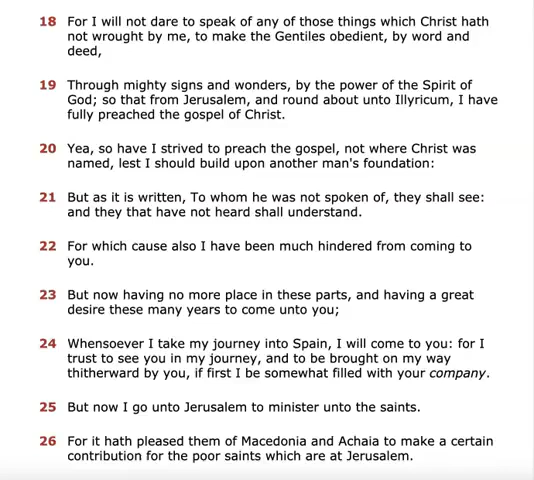 18 For I will not dare to speak of any of those things which Christ hath
not wrought by me, to make the Gentiles obedient, by word and
deed,
19 Through mighty signs and wonders, by the power of the Spirit of
God; so that from Jerusalem, and round about unto Illyricum, I have
fully preached the gospel of Christ.
20 Yea, so have I strived to preach the gospel, not where Christ was
named, lest I should build upon another man's foundation:
21 But as it is written, To whom he was not spoken of, they shall see:
and they that have not heard shall understand.
22 For which cause also I have been much hindered from coming to
you.
23 But now having no more place in these parts, and having a great
desire these many years to come unto you;
24 Whensoever I take my journey into Spain, I will come to you: for I
trust to see you in my journey, and to be brought on my way
thitherward by you, if first I be somewhat filled with your company.
25 But now I go unto Jerusalem to minister unto the saints.
26 For it hath pleased them of Macedonia and Achaia to make a certain
contribution for the poor saints which are at Jerusalem.